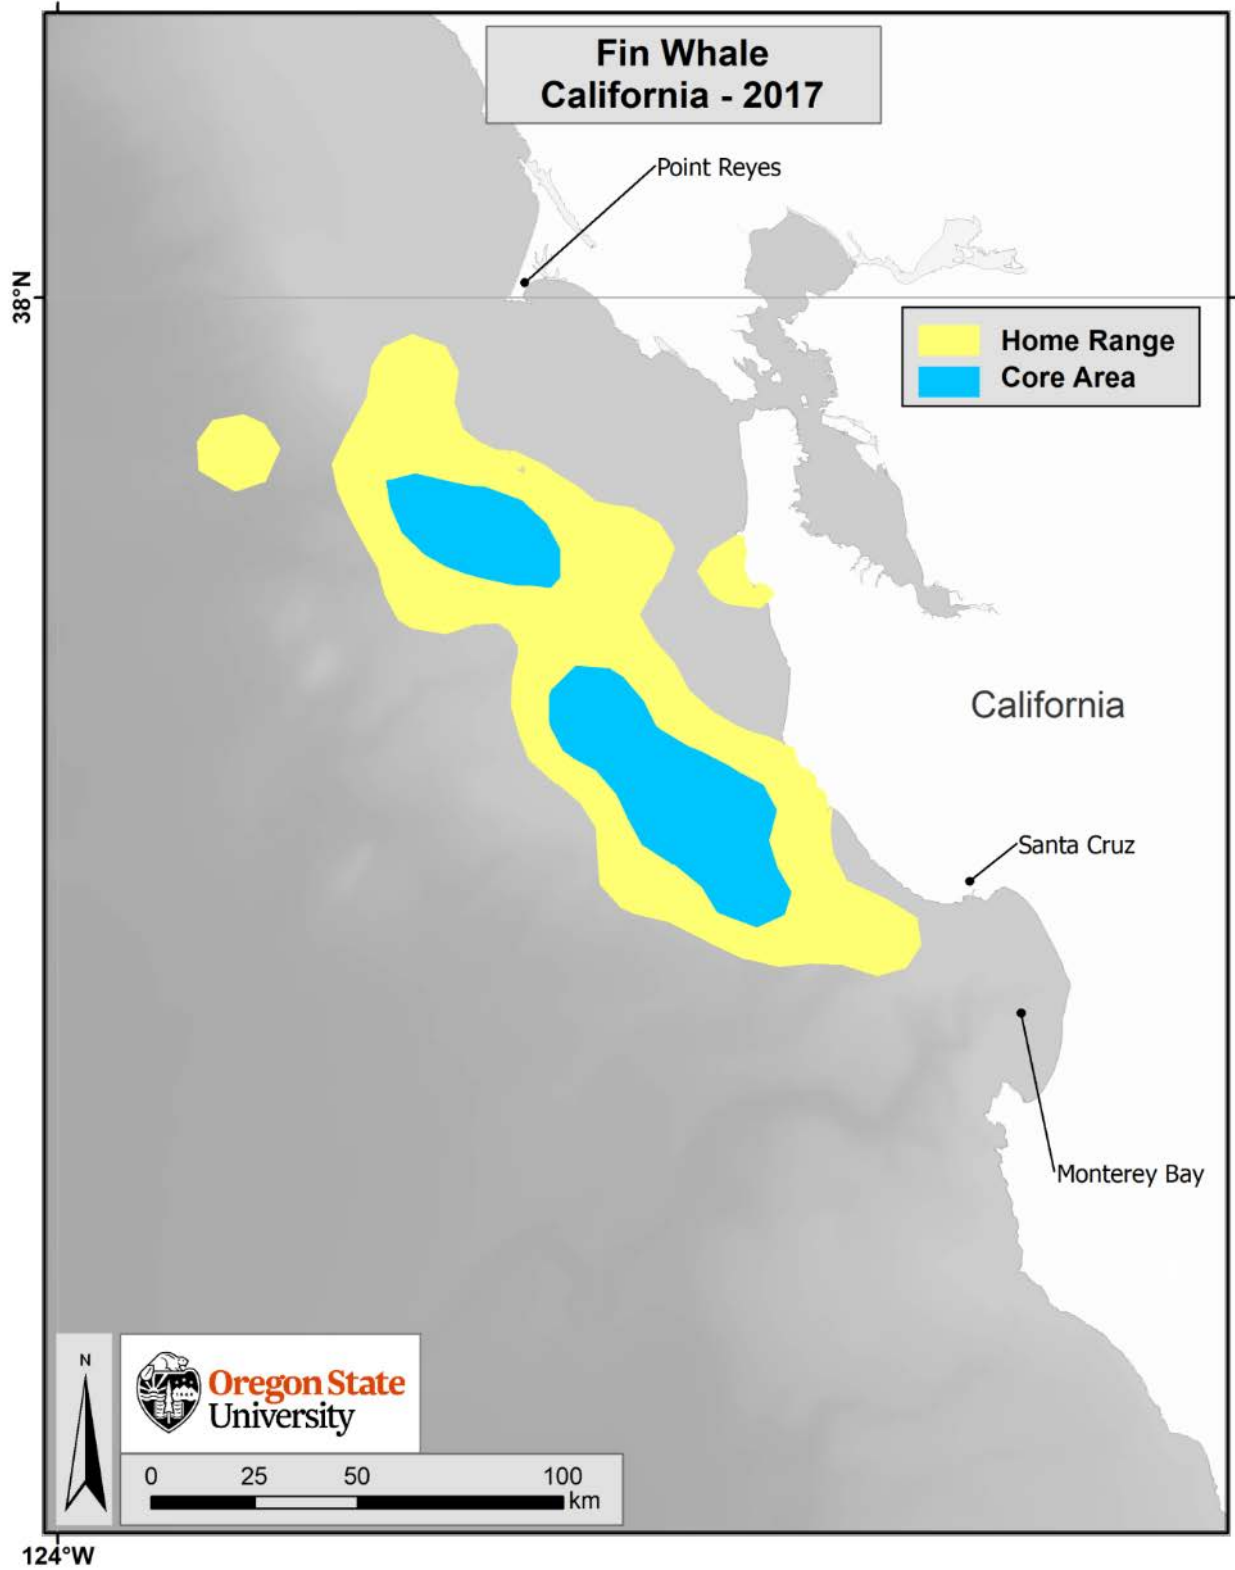 Fin Whale
California - 2017
Point Reyes
38°N
Home Range
Core Area
California
Santa Cruz
Monterey Bay
N
Oregon State
University
0 25 50 100
km
124°W